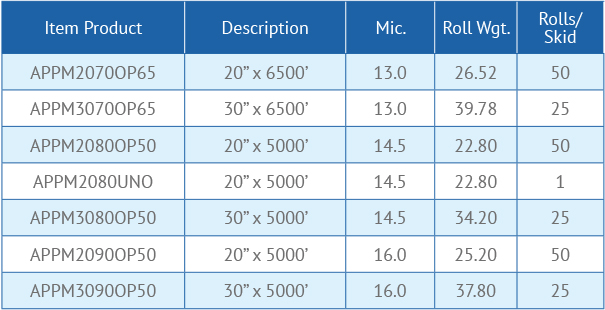 Item Product Description Mic. Roll Wgt. Rolls/
Skid
APPM2070OP65 20” x 6500’ 13.0 26.52 50
APPM3070OP65 30” x 6500’ 13.0 39.78 25
APPM2080OP50 20” x 5000’ 14.5 22.80 50
APPM2080UNO 20” x 5000’ 14.5 22.80 1
APPM3080OP50 30” x 5000’ 14.5 34.20 25
APPM2090OP50 20” x 5000’ 16.0 25.20 50
APPM3090OP50 30” x 5000’ 16.0 37.80 25